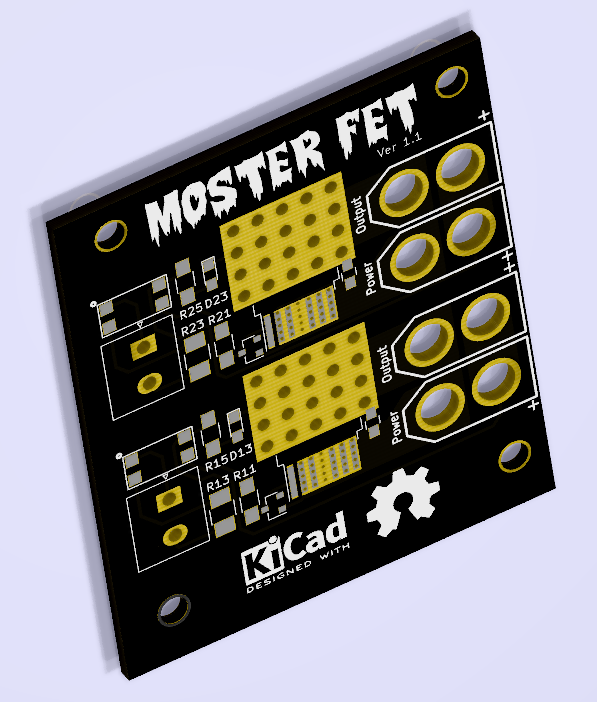 MOSTER FET
Ver 1.1
+
Output
Power
+
R25 D23
R23 R21
+
Output
Power
+
R15 D13
R13 R11
KiCad
DESIGNED WITH